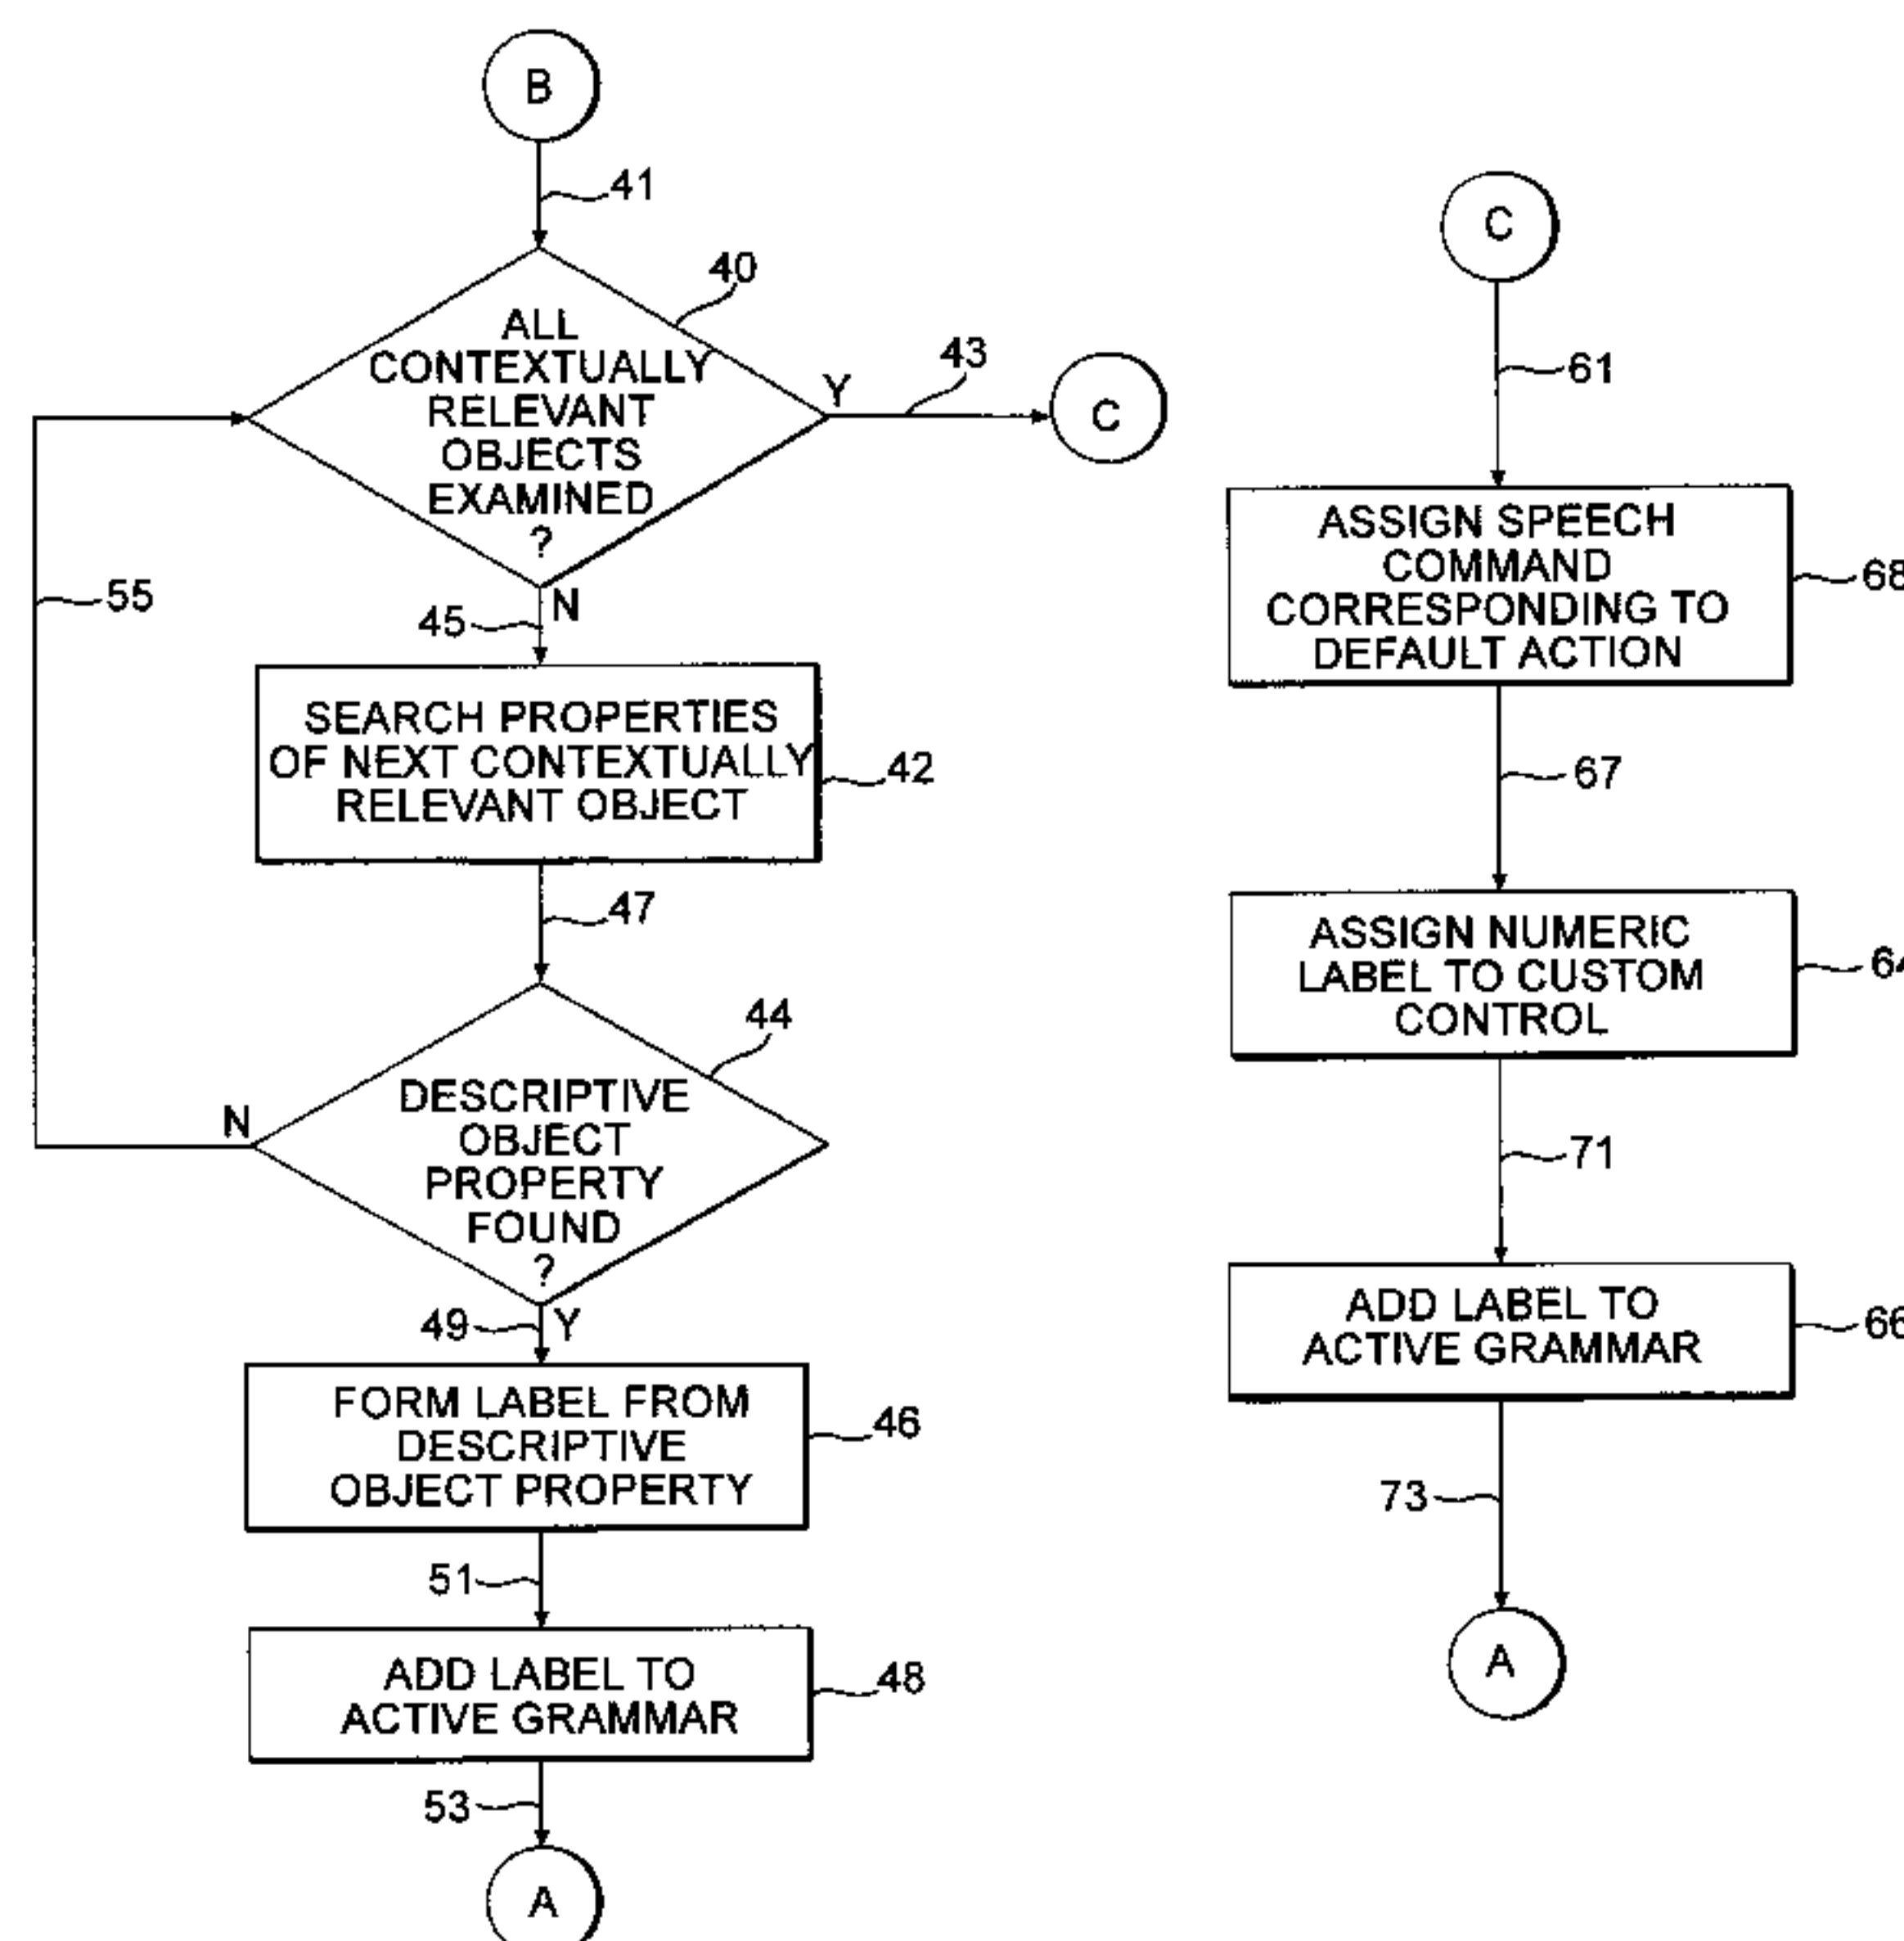 B
41
40
ALL
CONTEXTUALLY
RELEVANT
OBJECTS
EXAMINED
?
Y
43
C
N
45
55
SEARCH PROPERTIES
OF NEXT CONTEXTUALLY
RELEVANT OBJECT
42
47
44
DESCRIPTIVE
OBJECT
PROPERTY
FOUND
?
N
49
Y
FORM LABEL FROM
DESCRIPTIVE
OBJECT PROPERTY
46
51
ADD LABEL TO
ACTIVE GRAMMAR
48
53
A
C
61
ASSIGN SPEECH
COMMAND
CORRESPONDING TO
DEFAULT ACTION
68
67
ASSIGN NUMERIC
LABEL TO CUSTOM
CONTROL
64
71
ADD LABEL TO
ACTIVE GRAMMAR
66
73
A